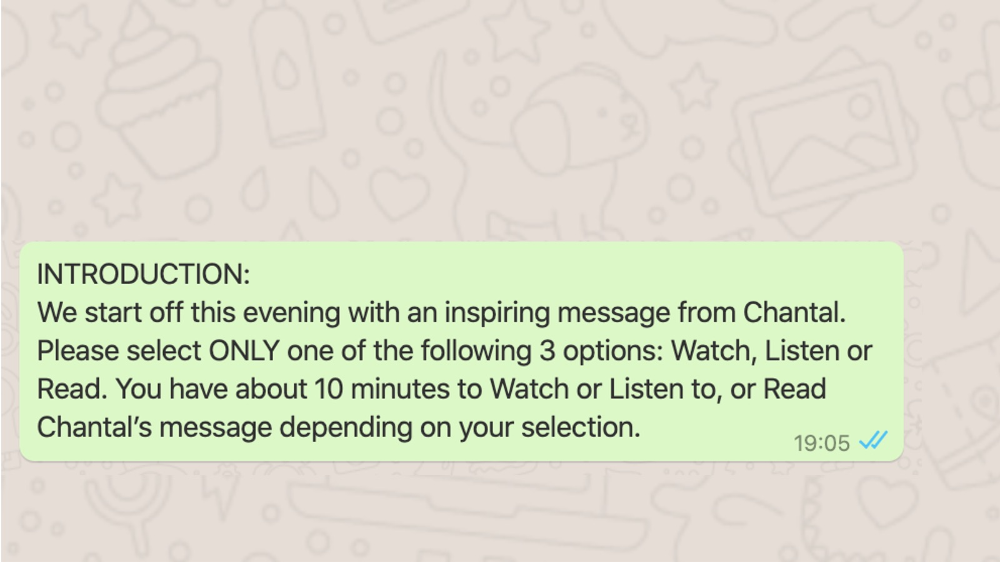 INTRODUCTION:
We start off this evening with an inspiring message from Chantal.
Please select ONLY one of the following 3 options: Watch, Listen or
Read. You have about 10 minutes to Watch or Listen to, or Read
Chantal’s message depending on your selection.
19:05